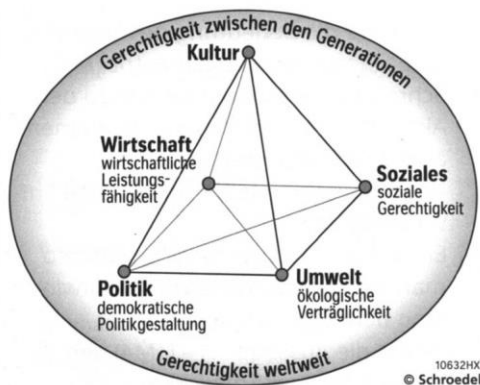 Gerechtigkeit zwischen den Generationen
Kultur
Wirtschaft
wirtschaftliche
Leistungs-
fähigkeit
Soziales
soziale
Gerechtigkeit
Politik
demokratische
Politikgestaltung
Umwelt
ökologische
Verträglichkeit
Gerechtigkeit weltweit
10632HX
© Schroedel